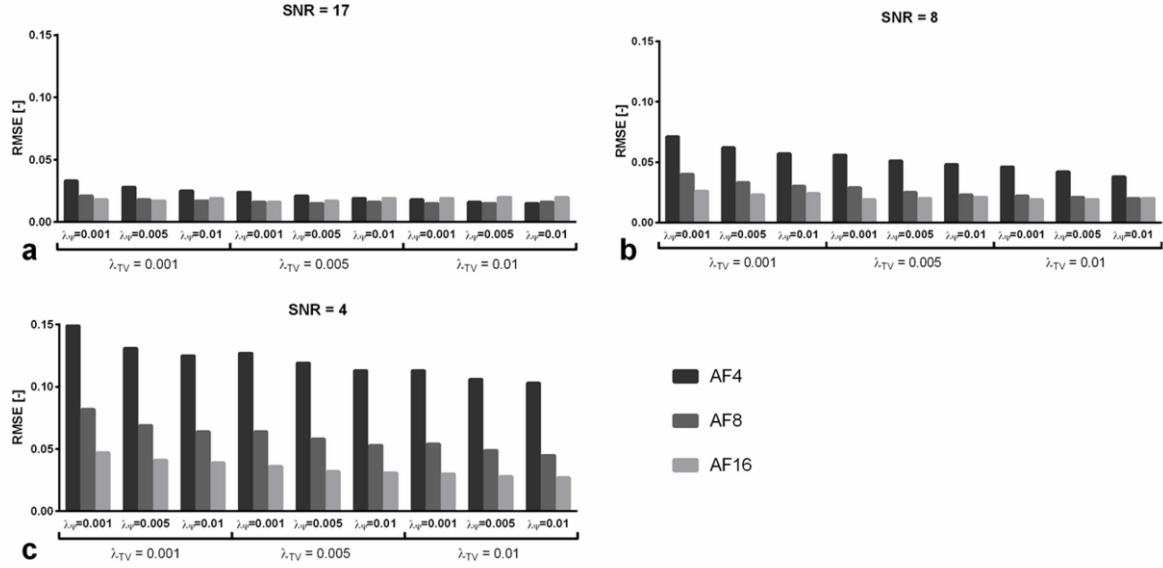 SNR = 17
0.15
0.10
0.05
0.00
RMSE [-]
λψ=0.001 λψ=0.005 λψ=0.01 λψ=0.001 λψ=0.005 λψ=0.01 λψ=0.001 λψ=0.005 λψ=0.01
λTV = 0.001 λTV = 0.005 λTV = 0.01
a
SNR = 8
0.15
0.10
0.05
0.00
RMSE [-]
λψ=0.001 λψ=0.005 λψ=0.01 λψ=0.001 λψ=0.005 λψ=0.01 λψ=0.001 λψ=0.005 λψ=0.01
λTV = 0.001 λTV = 0.005 λTV = 0.01
b
SNR = 4
0.15
0.10
0.05
0.00
RMSE [-]
λψ=0.001 λψ=0.005 λψ=0.01 λψ=0.001 λψ=0.005 λψ=0.01 λψ=0.001 λψ=0.005 λψ=0.01
λTV = 0.001 λTV = 0.005 λTV = 0.01
c
AF4
AF8
AF16